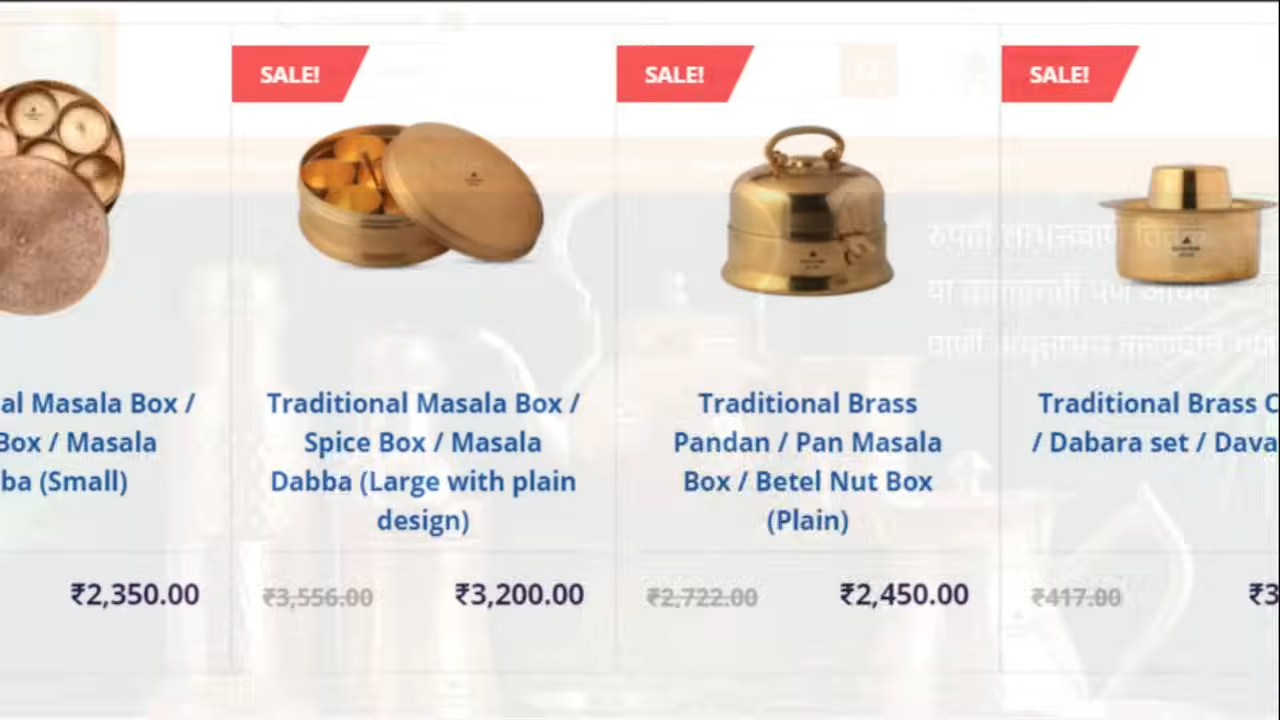 SALE!
SALE!
SALE!
al Masala Box /
Box / Masala
ba (Small)
₹2,350.00
Traditional Masala Box /
Spice Box / Masala
Dabba (Large with plain
design)
₹3,556.00
₹3,200.00
Traditional Brass
Pandan / Pan Masala
Box / Betel Nut Box
(Plain)
₹2,722.00
₹2,450.00
Traditional Brass
/ Dabara set / Dava
₹417.00
₹3